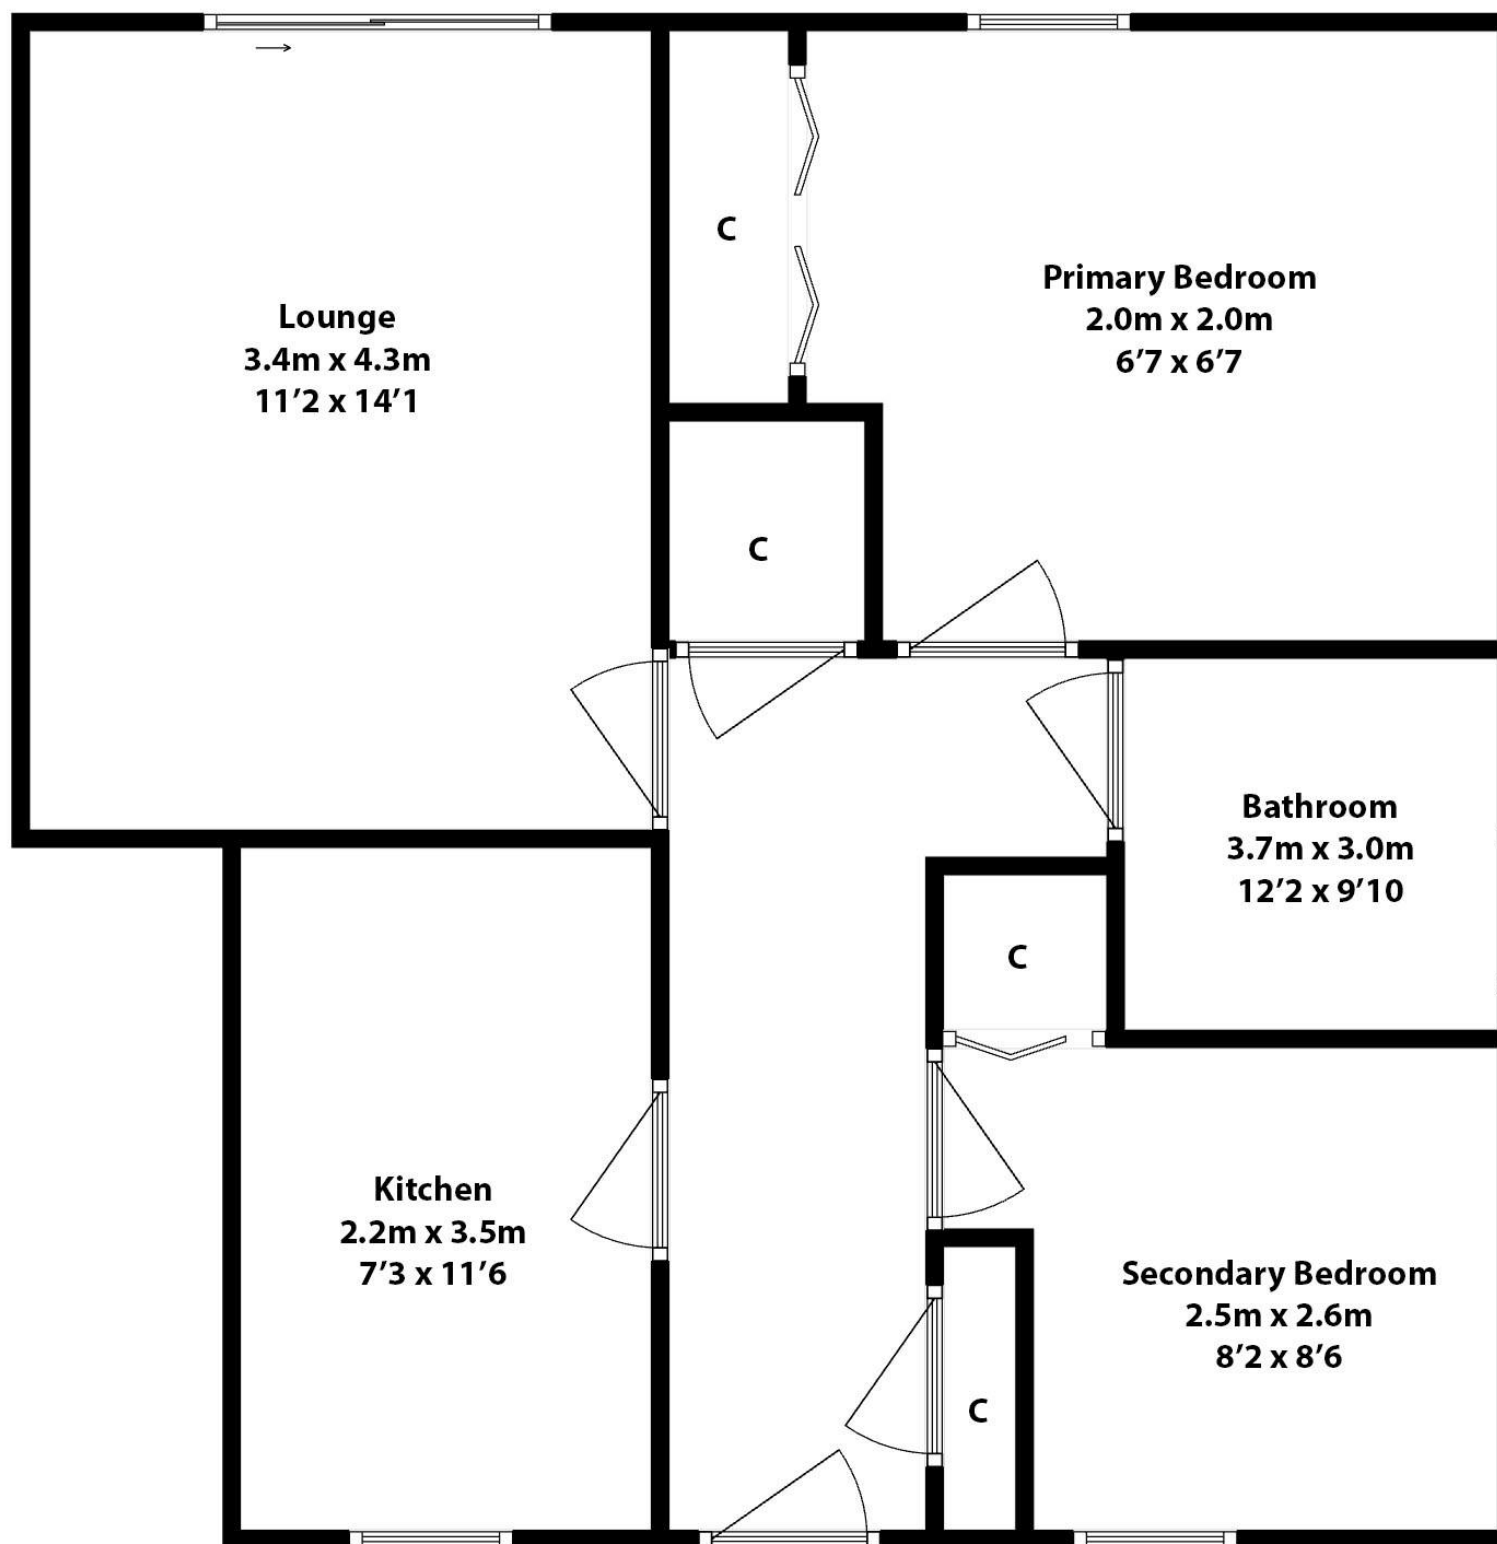 Lounge
3.4m x 4.3m
11’2 x 14’1
C
Primary Bedroom
2.0m x 2.0m
6’7 x 6’7
C
Bathroom
3.7m x 3.0m
12’2 x 9’10
C
Kitchen
2.2m x 3.5m
7’3 x 11’6
Secondary Bedroom
2.5m x 2.6m
8’2 x 8’6
C